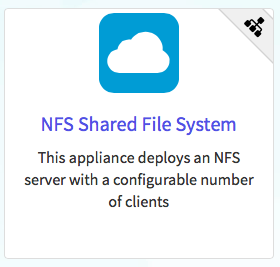 NFS Shared File System
This appliance deploys an NFS
server with a configurable number
of clients